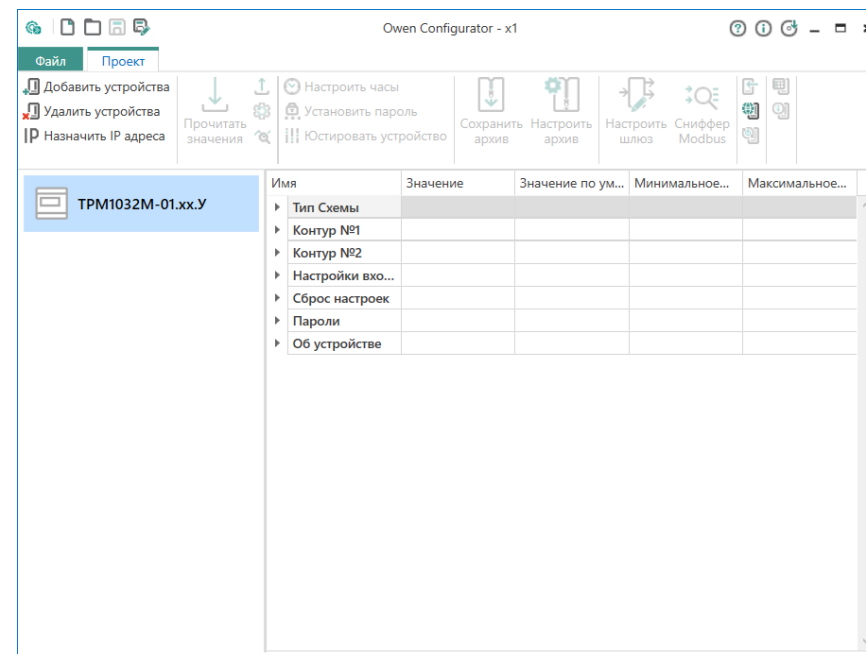 Owen Configurator - x1
Файл Проект
Добавить устройства
Удалить устройства
IP Назначить IP адреса
Прочитать
значения
Настроить часы
Установить пароль
Юстировать устройство
Сохранить
архив
Настроить
архив
Настроить
шлюз
Сниффер
Modbus
ТРМ1032М-01.хх.У
Имя Значение Значение по ум... Минимальное... Максимальное...
Тип Схемы
Контур №1
Контур №2
Настройки вхо...
Сброс настроек
Пароли
Об устройстве